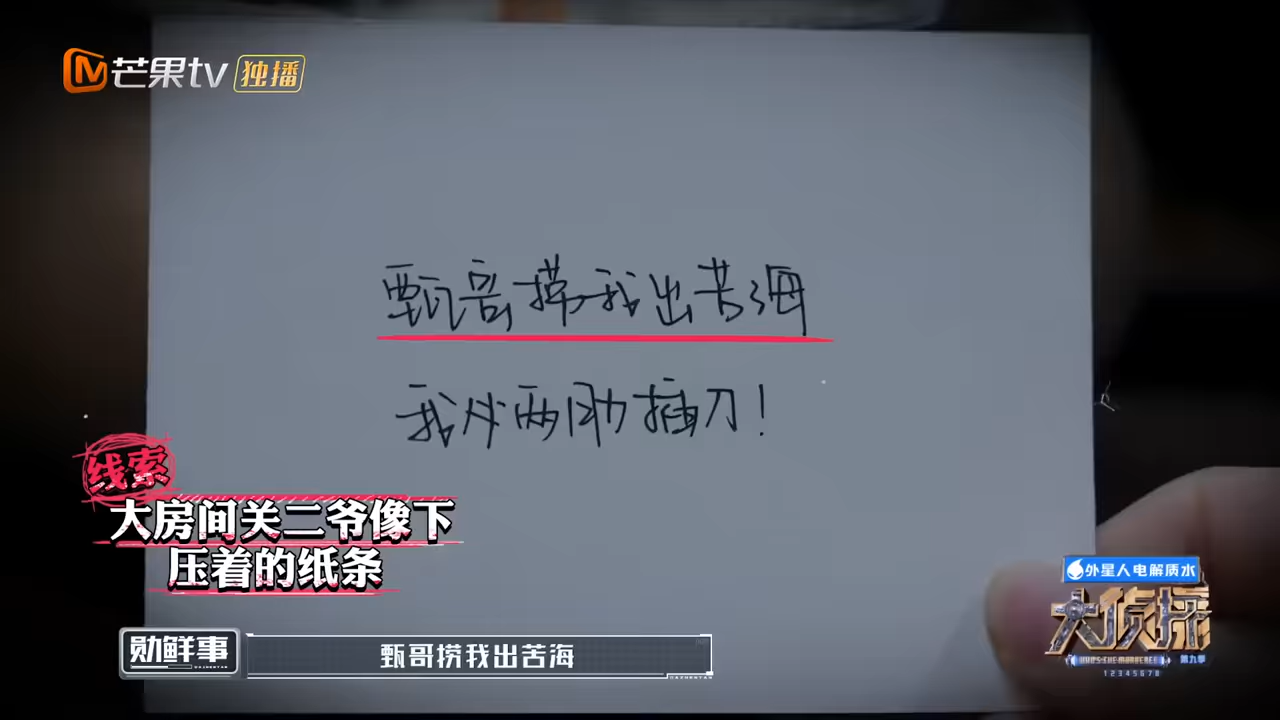 芒果tv 独播
甄哥捞我出苦海
我必两肋插刀！
线索
大房间关二爷像下
压着的纸条
勋鲜事
甄哥捞我出苦海
外星人电解质水
大侦探
第九季
12345678